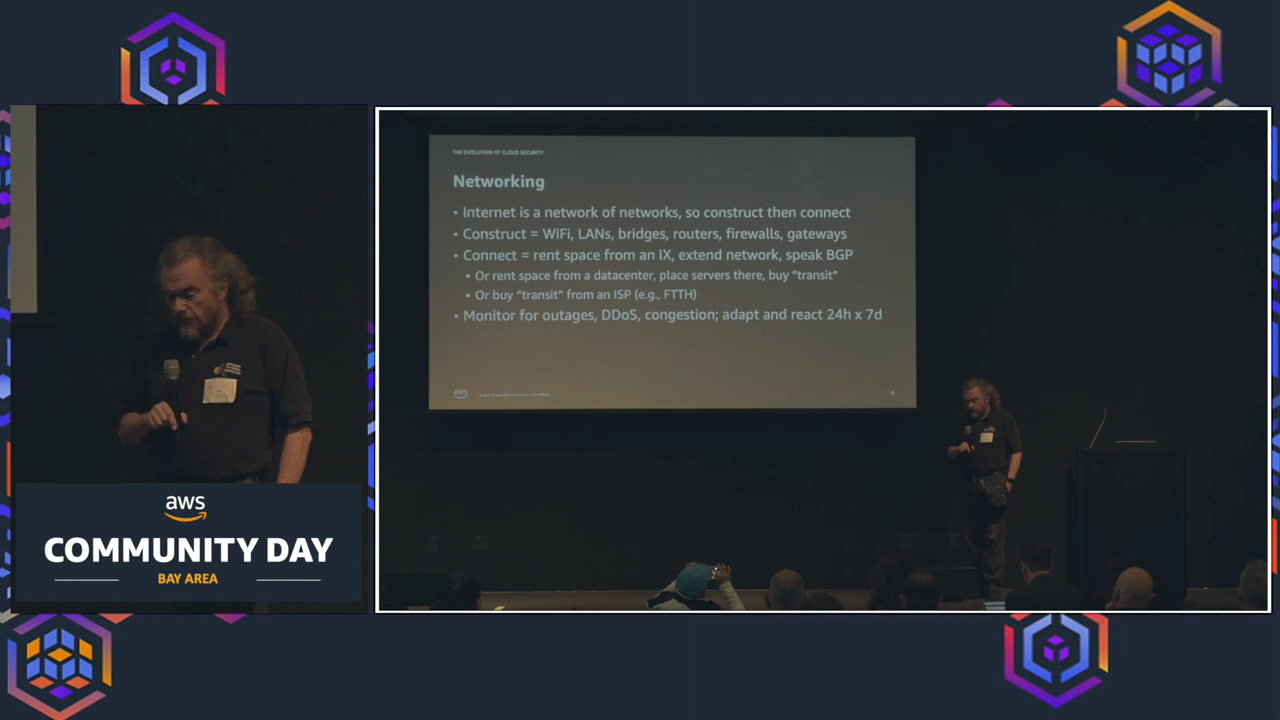 THE EVOLUTION OF CLOUD SECURITY
Networking
• Internet is a network of networks, so construct then connect
• Construct = WiFi, LANs, bridges, routers, firewalls, gateways
• Connect = rent space from an IX, extend network, speak BGP
▪ Or rent space from a datacenter, place servers there, buy “transit”
▪ Or buy “transit” from an ISP (e.g., FTTH)
• Monitor for outages, DDoS, congestion; adapt and react 24h x 7d
aws
aws
COMMUNITY DAY
BAY AREA